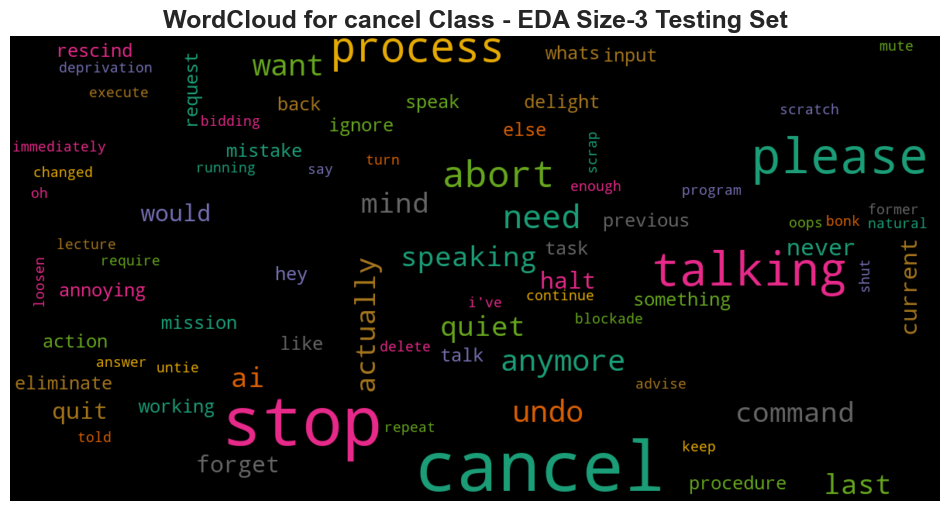 WordCloud for cancel Class - EDA Size-3 Testing Set
rescind
deprivation
execute
request
want
process
whats
input
mute
back
speak
delight
scratch
bidding
ignore
else
immediately
mistake
scrap
please
changed
running
say
turn
abort
enough
program
oh
mind
would
need
previous
oops
bonk
former
natural
lecture
require
speaking
task
never
loosen
annoying
hey
actually
halt
talking
shut
current
i've
continue
something
mission
quiet
blockade
action
like
delete
talk
anymore
answer
untie
eliminate
ai
advise
quit
working
stop
undo
command
told
repeat
forget
cancel
keep
procedure
last